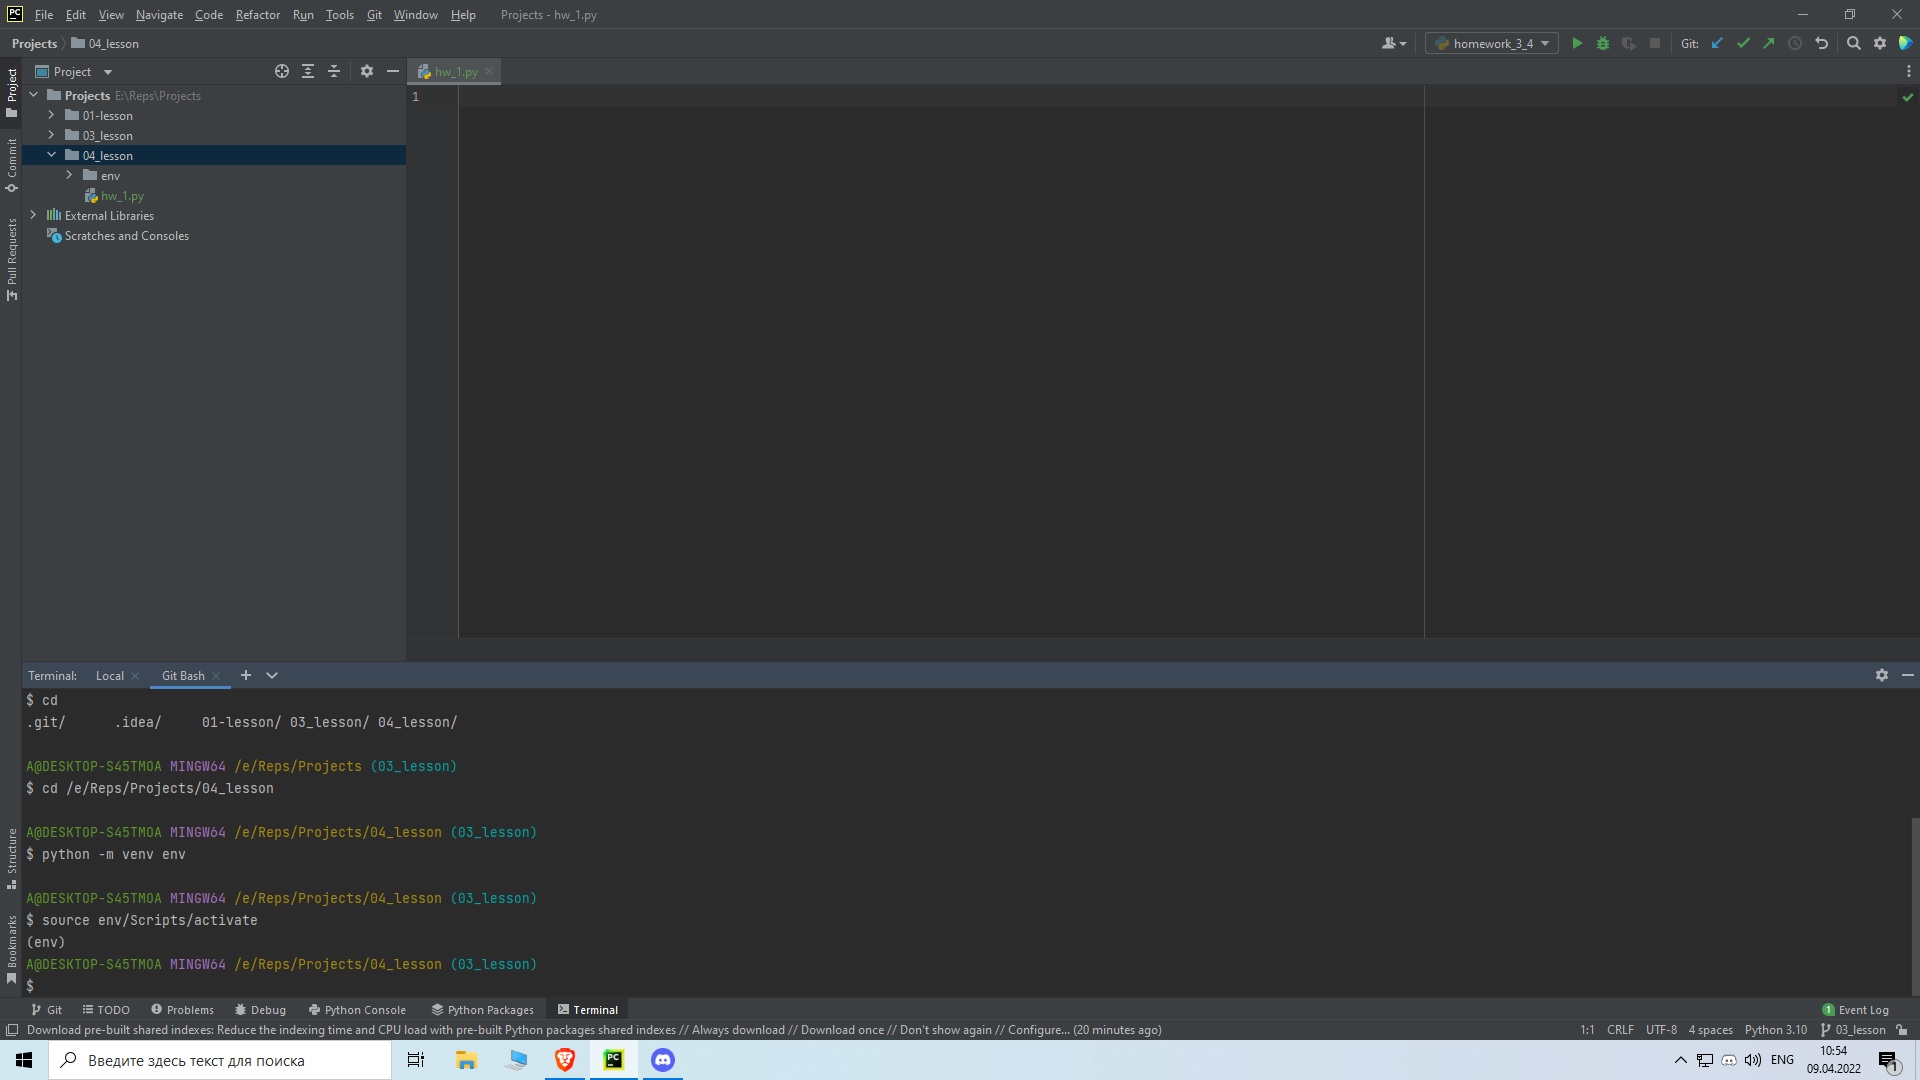 PC File Edit View Navigate Code Refactor Run Tools Git Window Help Projects - hw_1.py
Projects 04_lesson homework_3_4 Git:
Project hw_1.py
Projects E:\Reps\Projects
1
01-lesson
03_lesson
04_lesson
env
hw_1.py
External Libraries
Scratches and Consoles
Project
Commit
Pull Requests
Structure
Bookmarks
Terminal: Local Git Bash
$ cd
.git/ .idea/ 01-lesson/ 03_lesson/ 04_lesson/
A@DESKTOP-S45TMOA MINGW64 /e/Reps/Projects (03_lesson)
$ cd /e/Reps/Projects/04_lesson
A@DESKTOP-S45TMOA MINGW64 /e/Reps/Projects/04_lesson (03_lesson)
$ python -m venv env
A@DESKTOP-S45TMOA MINGW64 /e/Reps/Projects/04_lesson (03_lesson)
$ source env/Scripts/activate
(env)
A@DESKTOP-S45TMOA MINGW64 /e/Reps/Projects/04_lesson (03_lesson)
$
Git TODO Problems Debug Python Console Python Packages Terminal 1 Event Log
Download pre-built shared indexes: Reduce the indexing time and CPU load with pre-built Python packages shared indexes // Always download // Download once // Don't show again // Configure... (20 minutes ago) 1:1 CRLF UTF-8 4 spaces Python 3.10 03_lesson
Введите здесь текст для поиска PC ENG 10:54
09.04.2022 1